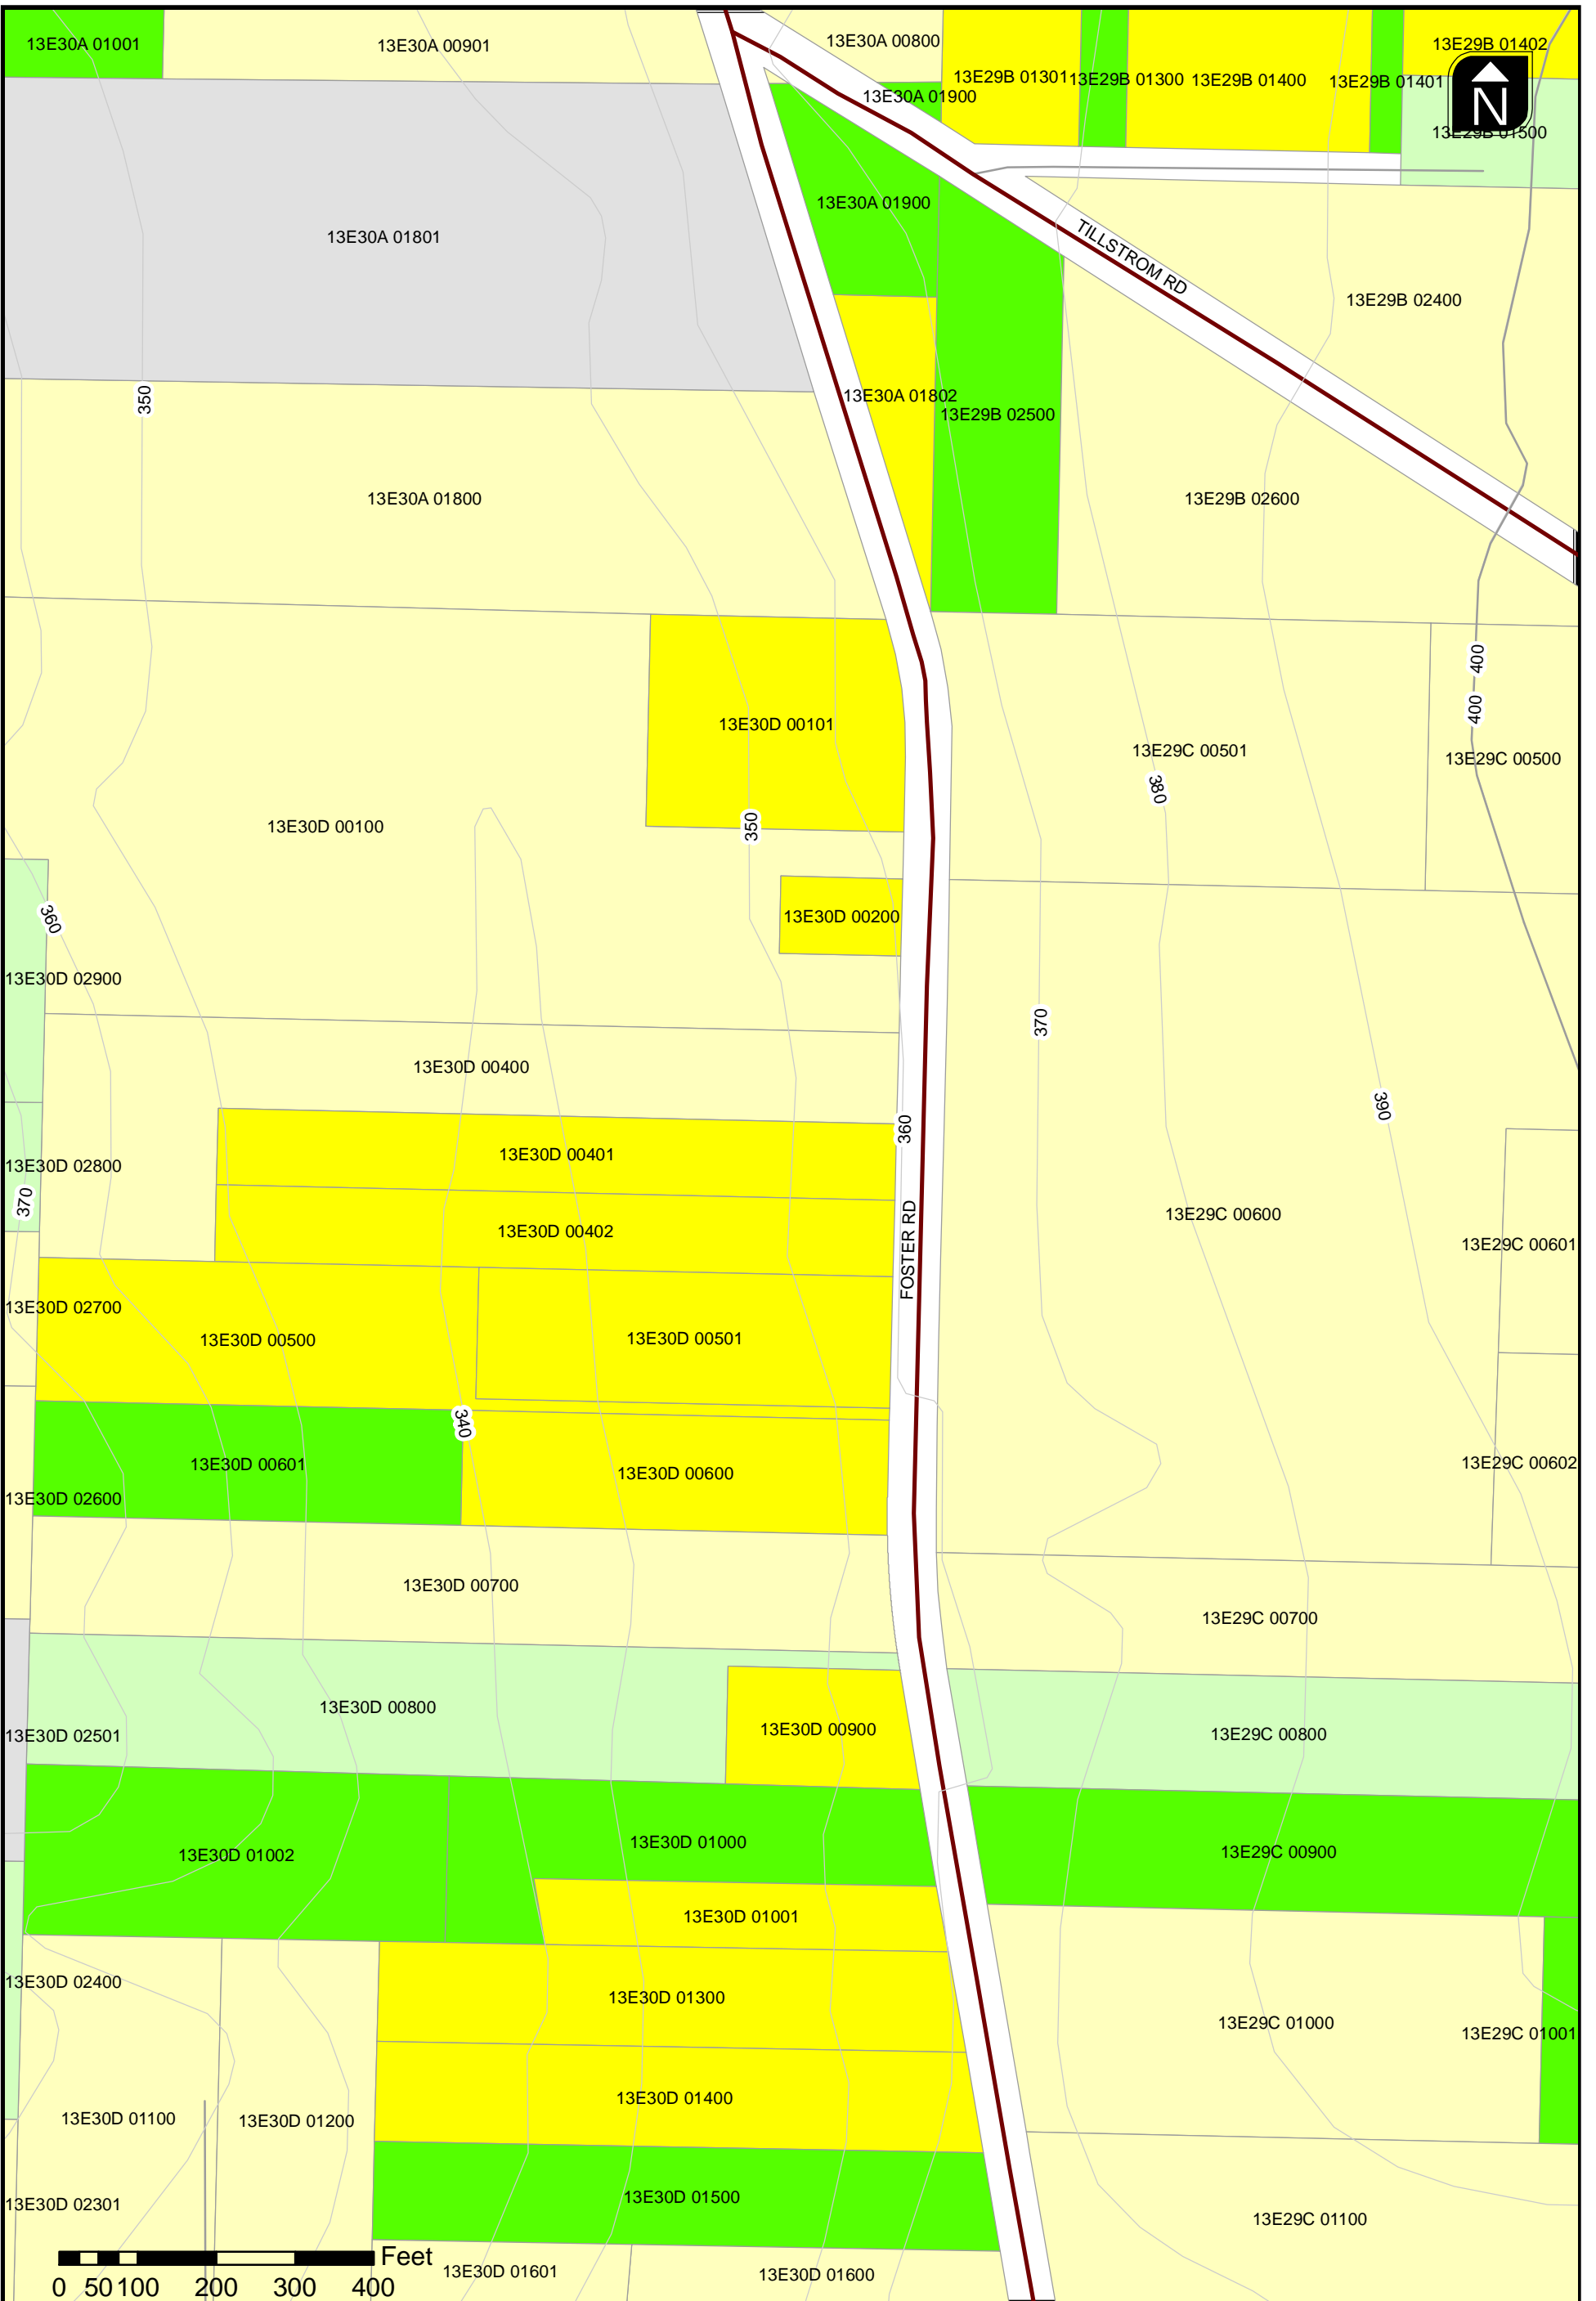 13E30A 01001
13E30A 00901
13E30A 00800
13E29B 01402
13E29B 01301
13E29B 01300
13E29B 01400
13E29B 01401
N
13E30A 01900
13E29B 01500
13E30A 01900
13E30A 01801
TILLSTROM RD
13E29B 02400
350
13E30A 01802
13E29B 02500
13E30A 01800
13E29B 02600
400
400
13E30D 00101
13E29C 00501
13E29C 00500
380
13E30D 00100
350
360
13E30D 00200
13E30D 02900
370
13E30D 00400
390
360
13E30D 00401
13E30D 02800
370
13E29C 00600
13E30D 00402
FOSTER RD
13E29C 00601
13E30D 02700
13E30D 00500
13E30D 00501
340
13E30D 00601
13E30D 00600
13E29C 00602
13E30D 02600
13E30D 00700
13E29C 00700
13E30D 00800
13E30D 00900
13E29C 00800
13E30D 02501
13E30D 01000
13E30D 01002
13E29C 00900
13E30D 01001
13E30D 02400
13E30D 01300
13E29C 01000
13E29C 01001
13E30D 01400
13E30D 01100
13E30D 01200
13E30D 01500
13E30D 02301
13E29C 01100
Feet
13E30D 01601
13E30D 01600
0 50 100 200 300 400